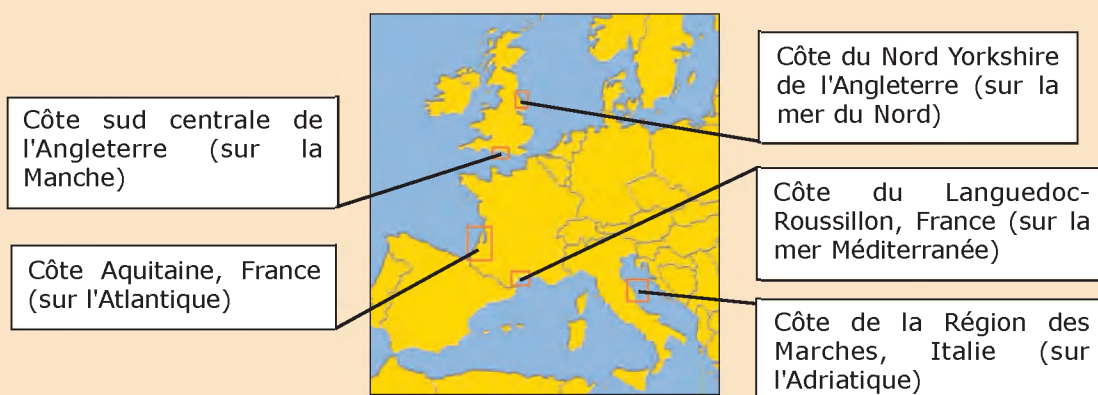 Côte sud centrale de
l'Angleterre (sur la
Manche)
Côte Aquitaine, France
(sur l'Atlantique)
Côte du Nord Yorkshire
de l'Angleterre (sur la
mer du Nord)
Côte du Languedoc-
Roussillon, France (sur la
mer Méditerranée)
Côte de la Région des
Marches, Italie (sur
l'Adriatique)